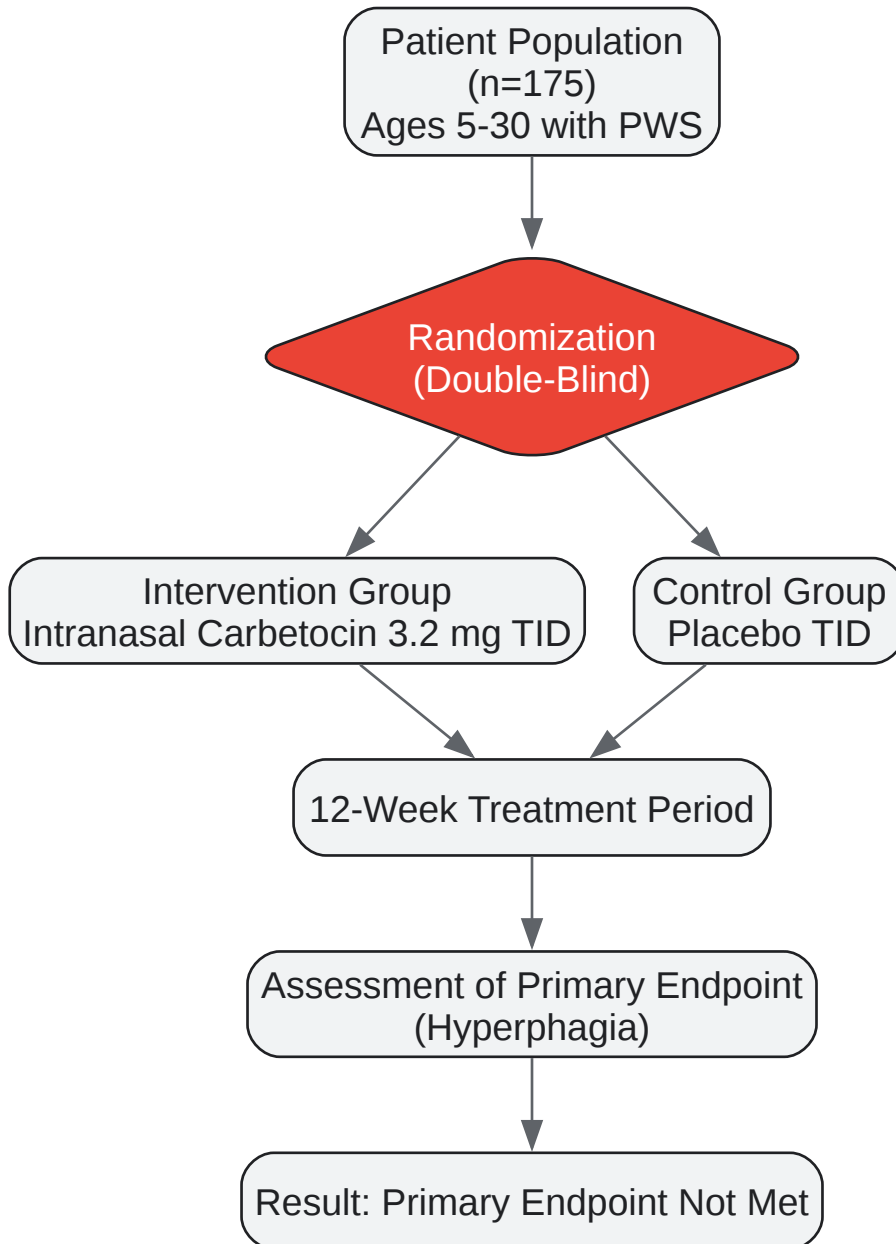 Patient Population
(n=175)
Ages 5-30 with PWS
Randomization
(Double-Blind)
Intervention Group
Intranasal Carbetocin 3.2 mg TID
Control Group
Placebo TID
12-Week Treatment Period
Assessment of Primary Endpoint
(Hyperphagia)
Result: Primary Endpoint Not Met